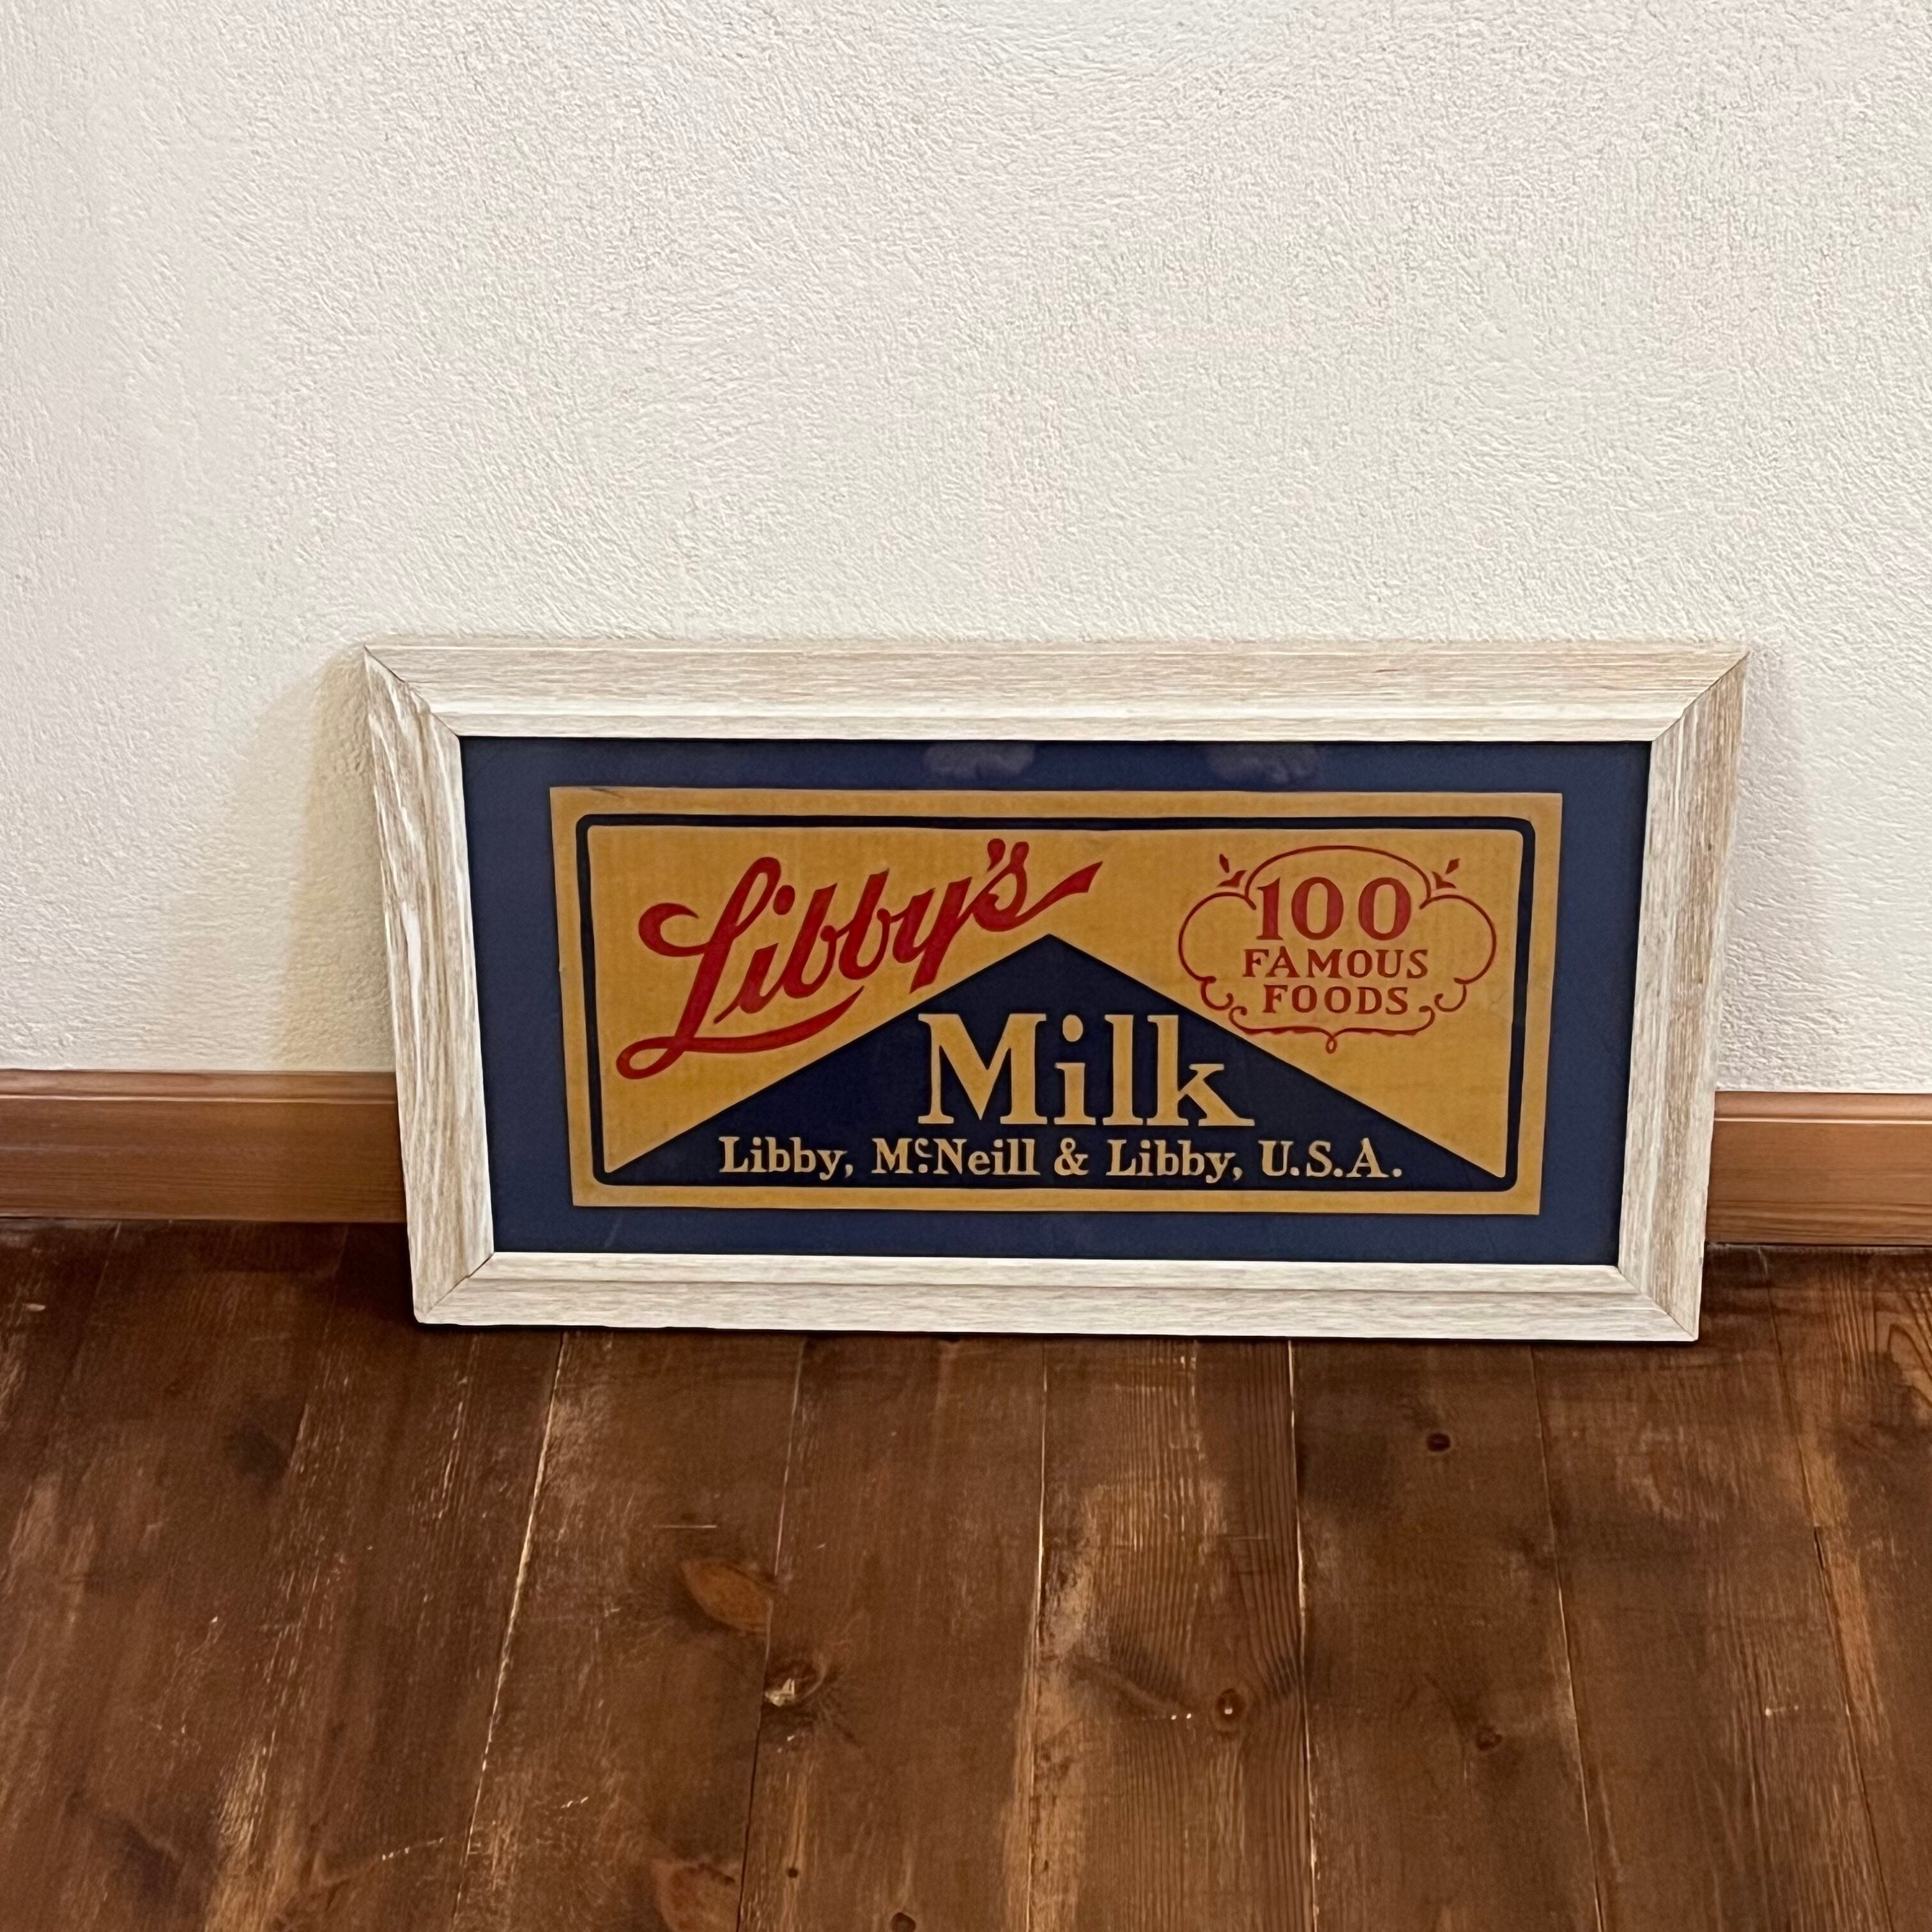 Libby's
100
FAMOUS
FOODS
Milk
Libby, McNeill & Libby, U.S.A.